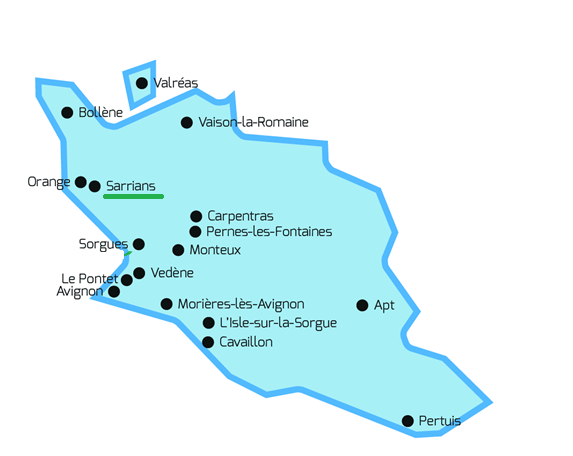 Valréas
Bollène
Vaison-la-Romaine
Orange
Sarrians
Carpentras
Pernes-les-Fontaines
Sorgues
Monteux
Vedène
Le Pontet
Avignon
Morières-lès-Avignon
Apt
L'Isle-sur-la-Sorgue
Cavaillon
Pertuis